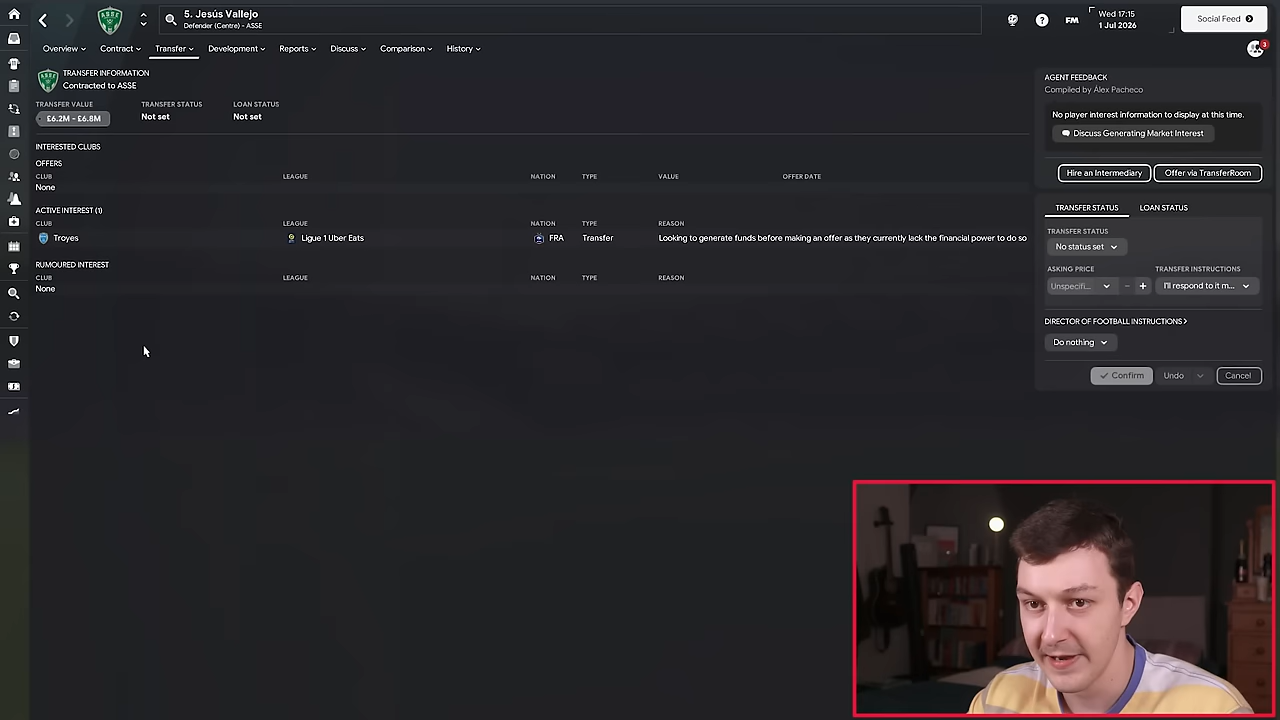 5. Jesús Vallejo
Defender (Centre) - ASSE
FM
Wed 17:15
1 Jul 2026
Social Feed
Overview
Contract
Transfer
Development
Reports
Discuss
Comparison
History
3
TRANSFER INFORMATION
Contracted to ASSE
TRANSFER VALUE
TRANSFER STATUS
LOAN STATUS
£6.2M - £6.8M
Not set
Not set
INTERESTED CLUBS
OFFERS
CLUB
LEAGUE
NATION
TYPE
VALUE
OFFER DATE
None
ACTIVE INTEREST (1)
CLUB
LEAGUE
NATION
TYPE
REASON
Troyes
Ligue 1 Uber Eats
FRA
Transfer
Looking to generate funds before making an offer as they currently lack the financial power to do so
RUMOURED INTEREST
CLUB
LEAGUE
NATION
TYPE
REASON
None
AGENT FEEDBACK
Compiled by Álex Pacheco
No player interest information to display at this time.
Discuss Generating Market Interest
Hire an Intermediary
Offer via TransferRoom
TRANSFER STATUS
LOAN STATUS
TRANSFER STATUS
No status set
ASKING PRICE
TRANSFER INSTRUCTIONS
Unspecifi...
I'll respond to it m...
DIRECTOR OF FOOTBALL INSTRUCTIONS >
Do nothing
Confirm
Undo
Cancel